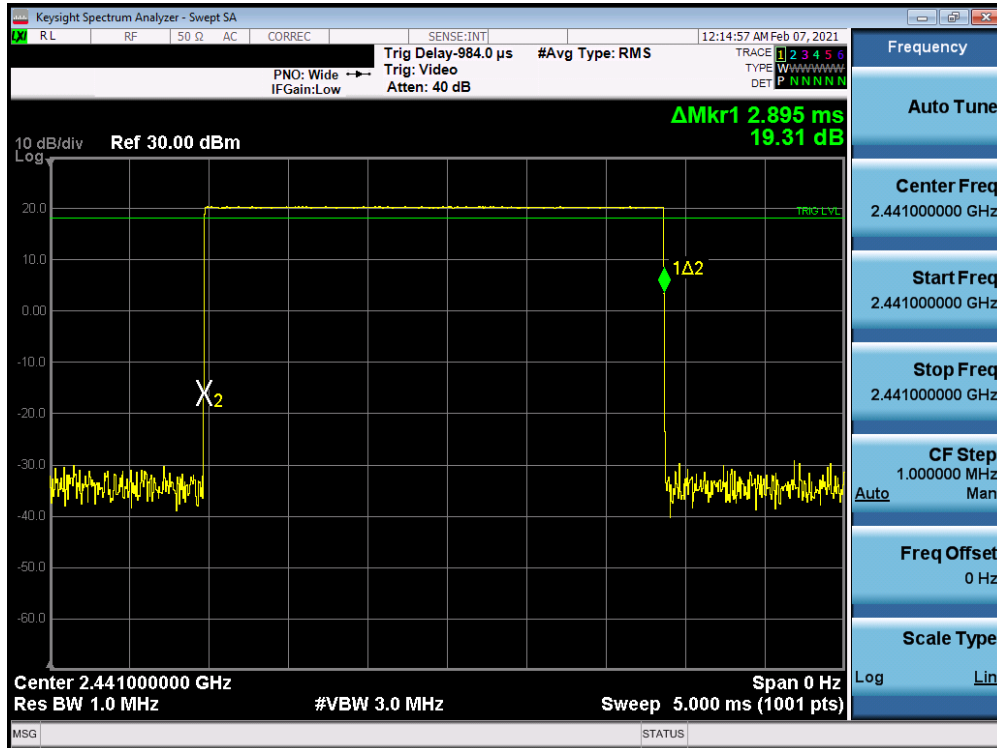 Keysight Spectrum Analyzer - Swept SA
LXI RL RF 50 Ω AC CORREC SENSE:INT 12:14:57 AM Feb 07, 2021
Trig Delay-984.0 µs #Avg Type: RMS
TRACE 1 2 3 4 5 6
PNO: Wide Trig: Video
TYPE W W W W W W
IFGain:Low Atten: 40 dB
DET P N N N N N
ΔMkr1 2.895 ms
19.31 dB
10 dB/div Ref 30.00 dBm
Log
20.0
TRIG LVL
10.0
1Δ2
0.00
-10.0
X2
-20.0
-30.0
-40.0
-50.0
-60.0
Center 2.441000000 GHz Span 0 Hz
Res BW 1.0 MHz #VBW 3.0 MHz Sweep 5.000 ms (1001 pts)
MSG STATUS
Frequency
Auto Tune
Center Freq
2.441000000 GHz
Start Freq
2.441000000 GHz
Stop Freq
2.441000000 GHz
CF Step
1.000000 MHz
Auto Man
Freq Offset
0 Hz
Scale Type
Log Lin